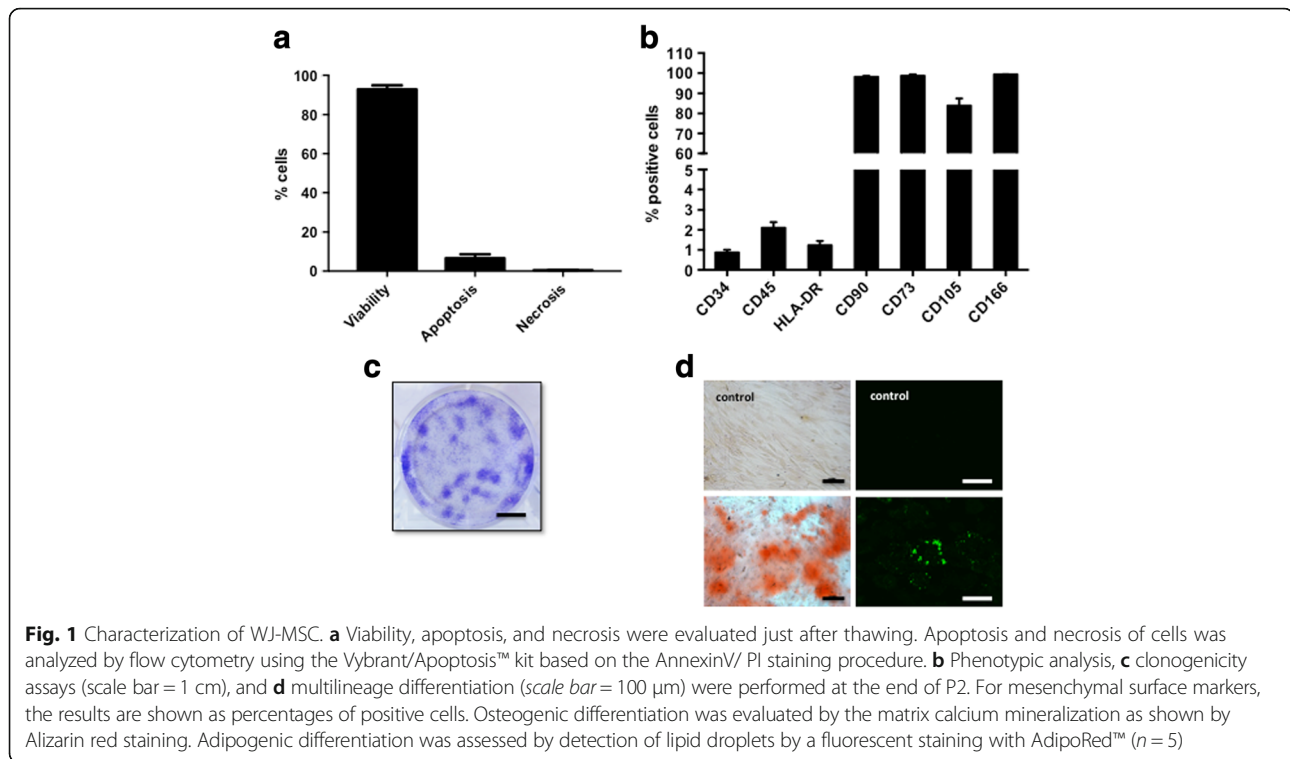 a
100
80
60
40
20
0
% cells
Viability
Apoptosis
Necrosis
b
110
100
90
80
70
60
5
4
3
2
1
0
% positive cells
CD34
CD45
HLA-DR
CD90
CD73
CD105
CD166
c
d
control
control
Fig. 1 Characterization of WJ-MSC. a Viability, apoptosis, and necrosis were evaluated just after thawing. Apoptosis and necrosis of cells was
analyzed by flow cytometry using the Vybrant/Apoptosis™ kit based on the AnnexinV/ PI staining procedure. b Phenotypic analysis, c clonogenicity
assays (scale bar = 1 cm), and d multilineage differentiation (scale bar = 100 μm) were performed at the end of P2. For mesenchymal surface markers,
the results are shown as percentages of positive cells. Osteogenic differentiation was evaluated by the matrix calcium mineralization as shown by
Alizarin red staining. Adipogenic differentiation was assessed by detection of lipid droplets by a fluorescent staining with AdipoRed™ (n = 5)